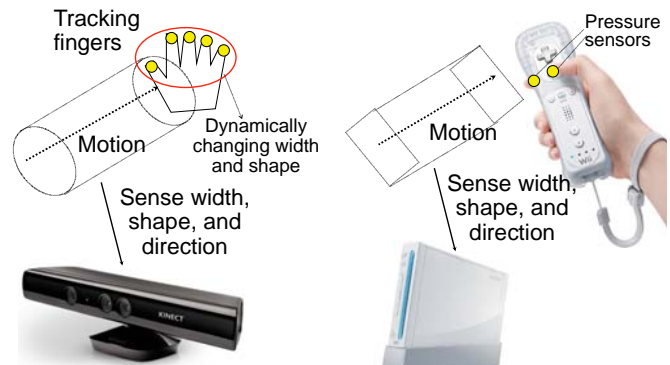 Tracking
fingers
Motion
Dynamically
changing width
and shape
Sense width,
shape, and
direction
KINECT
Pressure
sensors
Motion
Wii
Sense width,
shape, and
direction